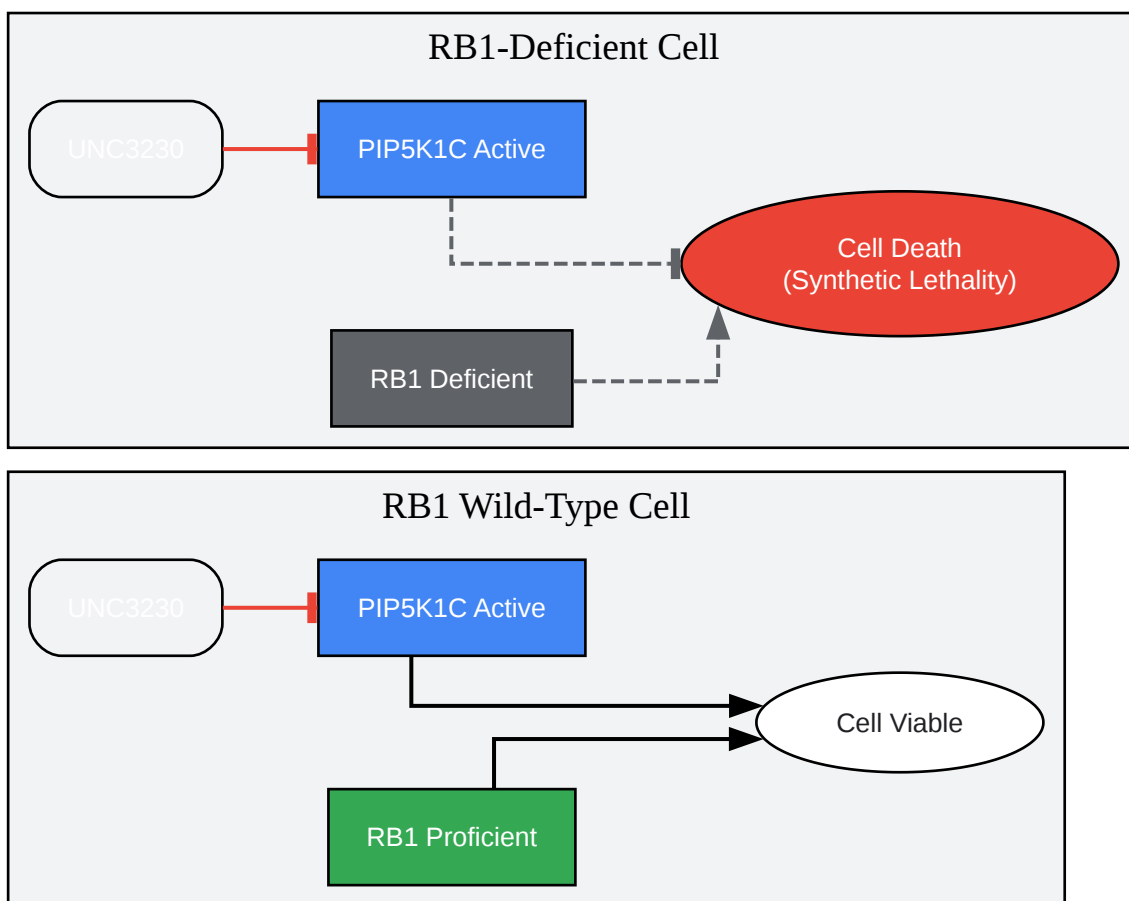 RB1-Deficient Cell
UNC3230
PIP5K1C Active
Cell Death
(Synthetic Lethality)
RB1 Deficient
RB1 Wild-Type Cell
UNC3230
PIP5K1C Active
Cell Viable
RB1 Proficient